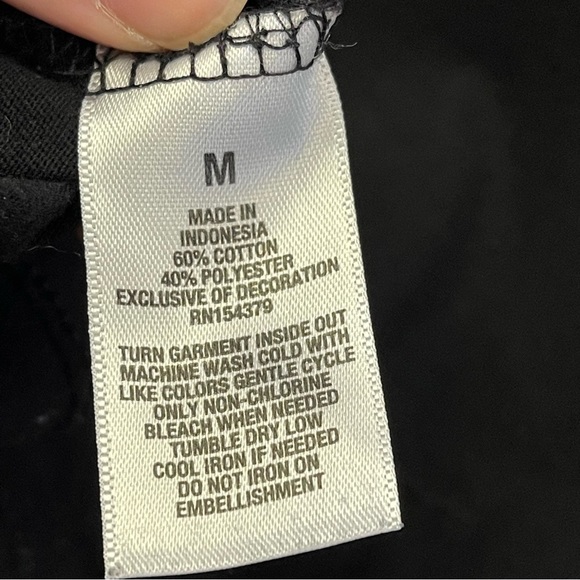 M
MADE IN
INDONESIA
60% COTTON
40% POLYESTER
EXCLUSIVE OF DECORATION
RN154379
TURN GARMENT INSIDE OUT
MACHINE WASH COLD WITH
LIKE COLORS GENTLE CYCLE
ONLY NON-CHLORINE
BLEACH WHEN NEEDED
TUMBLE DRY LOW
COOL IRON IF NEEDED
DO NOT IRON ON
EMBELLISHMENT